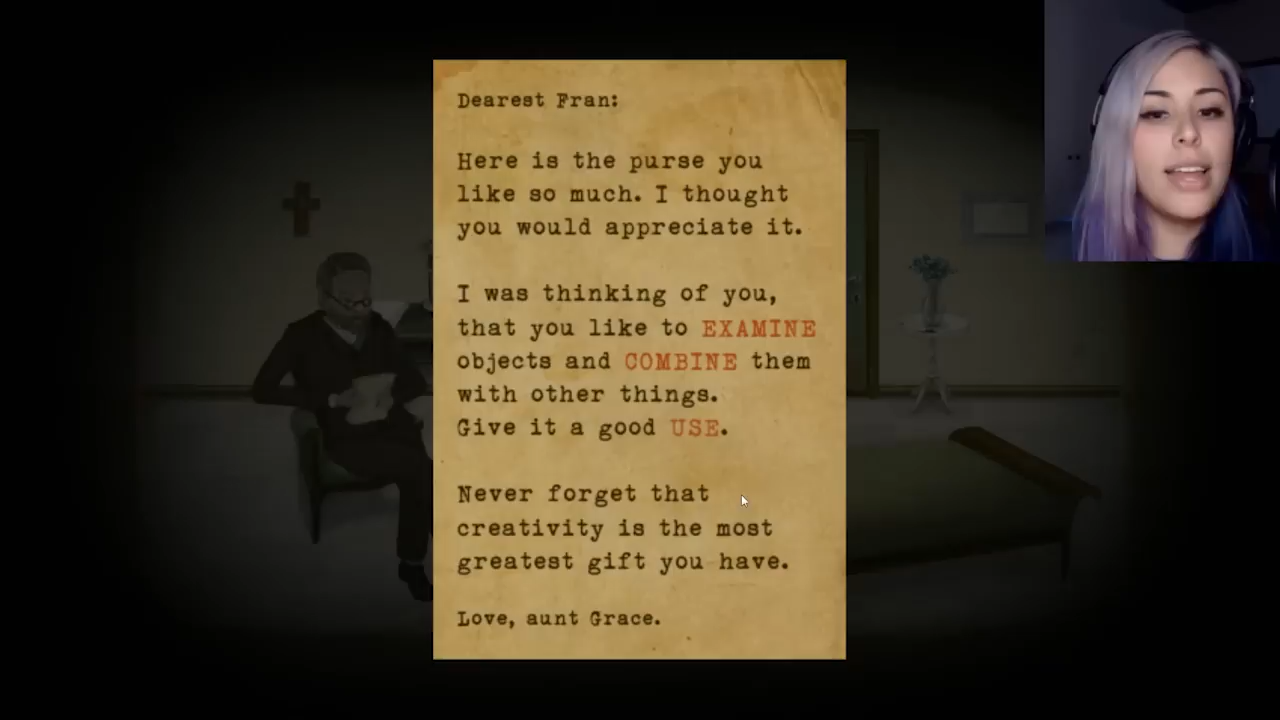 Dearest Fran:
Here is the purse you
like so much. I thought
you would appreciate it.
I was thinking of you,
that you like to EXAMINE
objects and COMBINE them
with other things.
Give it a good USE.
Never forget that
creativity is the most
greatest gift you have.
Love, aunt Grace.